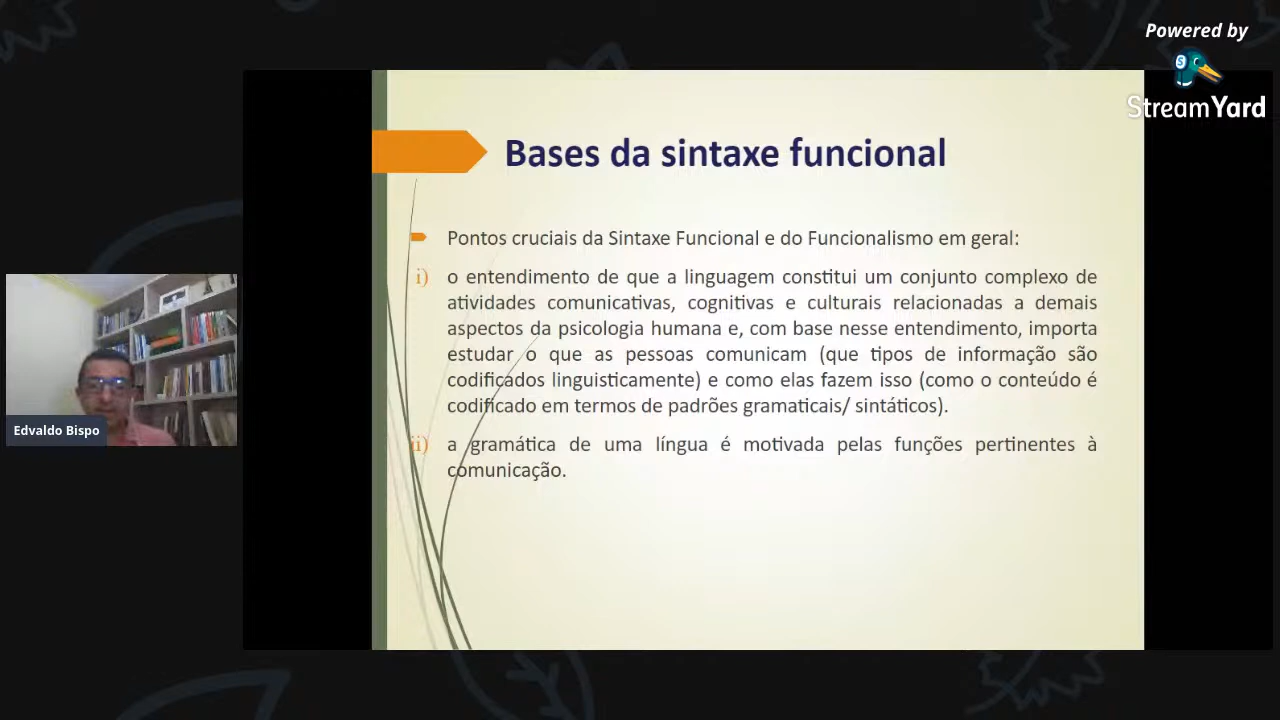 Powered by
StreamYard
Bases da sintaxe funcional
Pontos cruciais da Sintaxe Funcional e do Funcionalismo em geral:
i) o entendimento de que a linguagem constitui um conjunto complexo de
atividades comunicativas, cognitivas e culturais relacionadas a demais
aspectos da psicologia humana e, com base nesse entendimento, importa
estudar o que as pessoas comunicam (que tipos de informação são
codificados linguisticamente) e como elas fazem isso (como o conteúdo é
codificado em termos de padrões gramaticais/ sintáticos).
ii) a gramática de uma língua é motivada pelas funções pertinentes à
comunicação.
Edvaldo Bispo